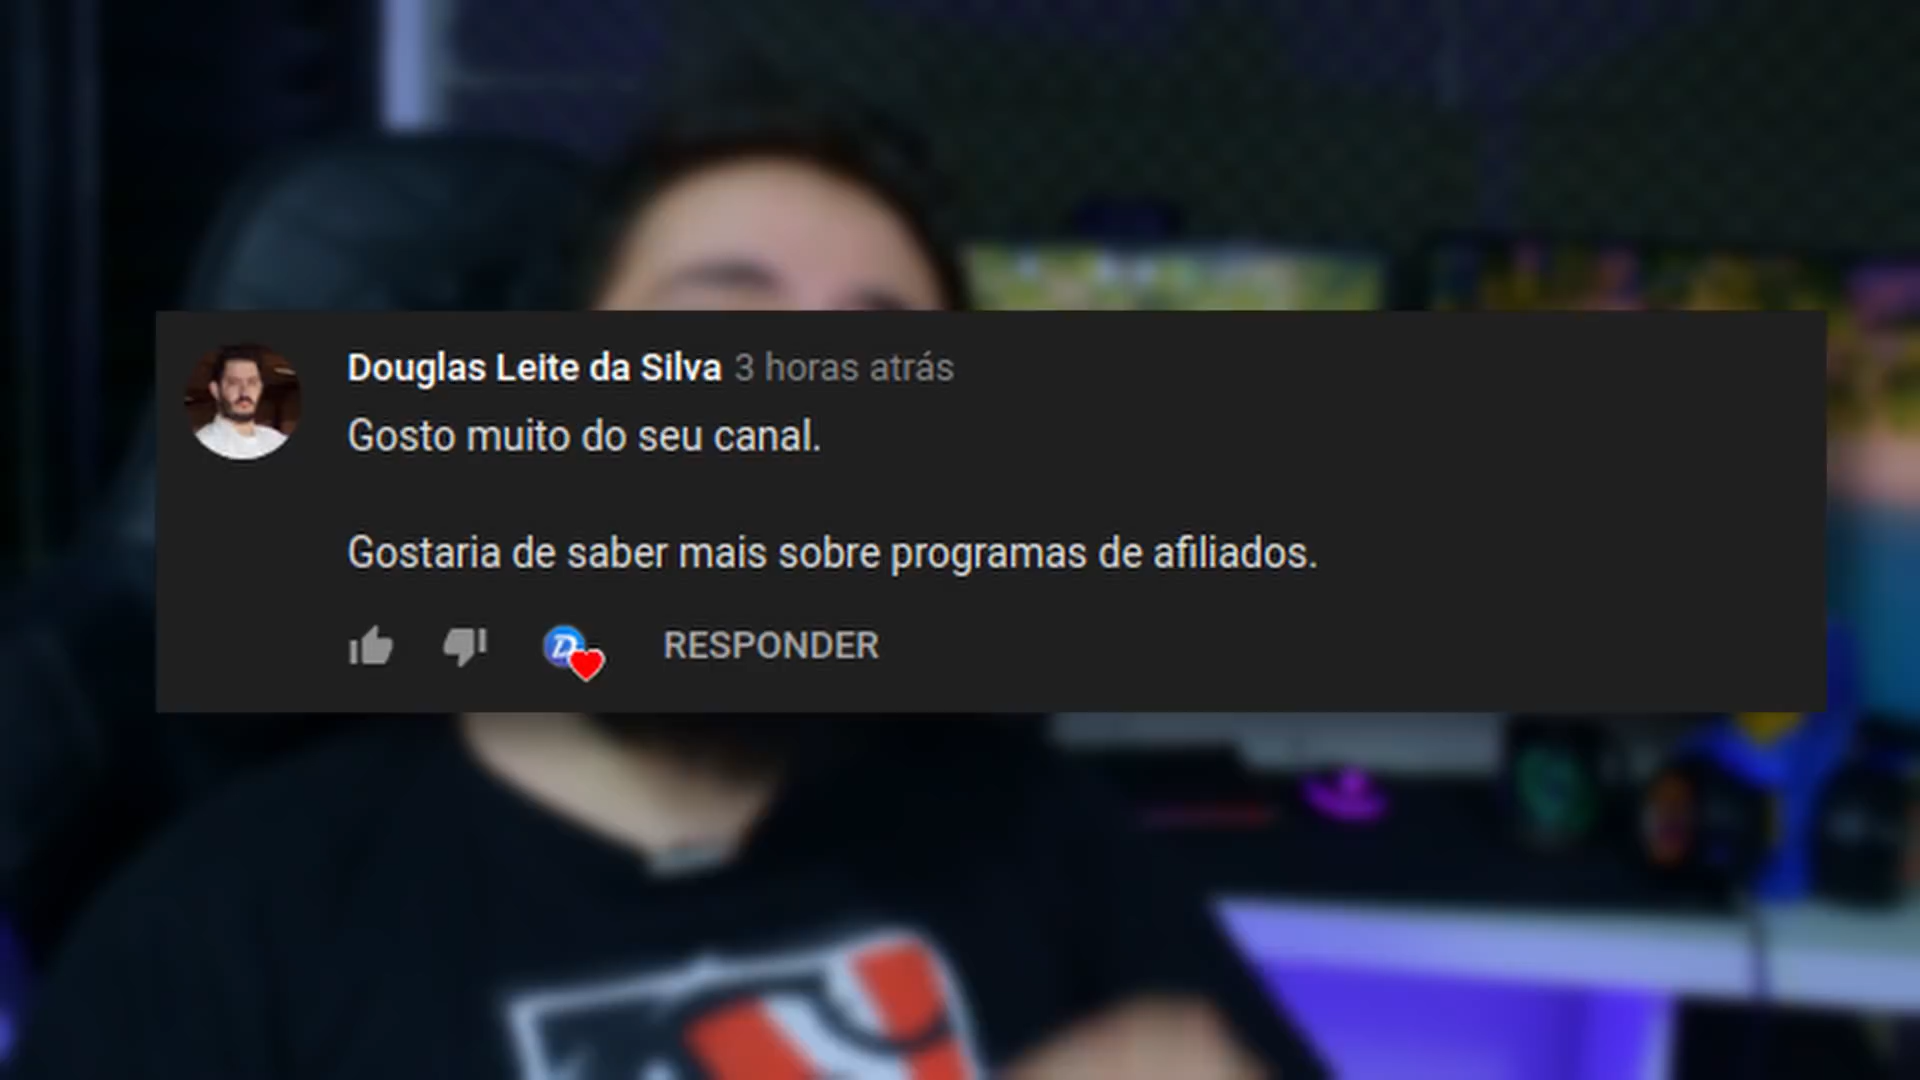 Douglas Leite da Silva 3 horas atrás
Gosto muito do seu canal.
Gostaria de saber mais sobre programas de afiliados.
D
RESPONDER